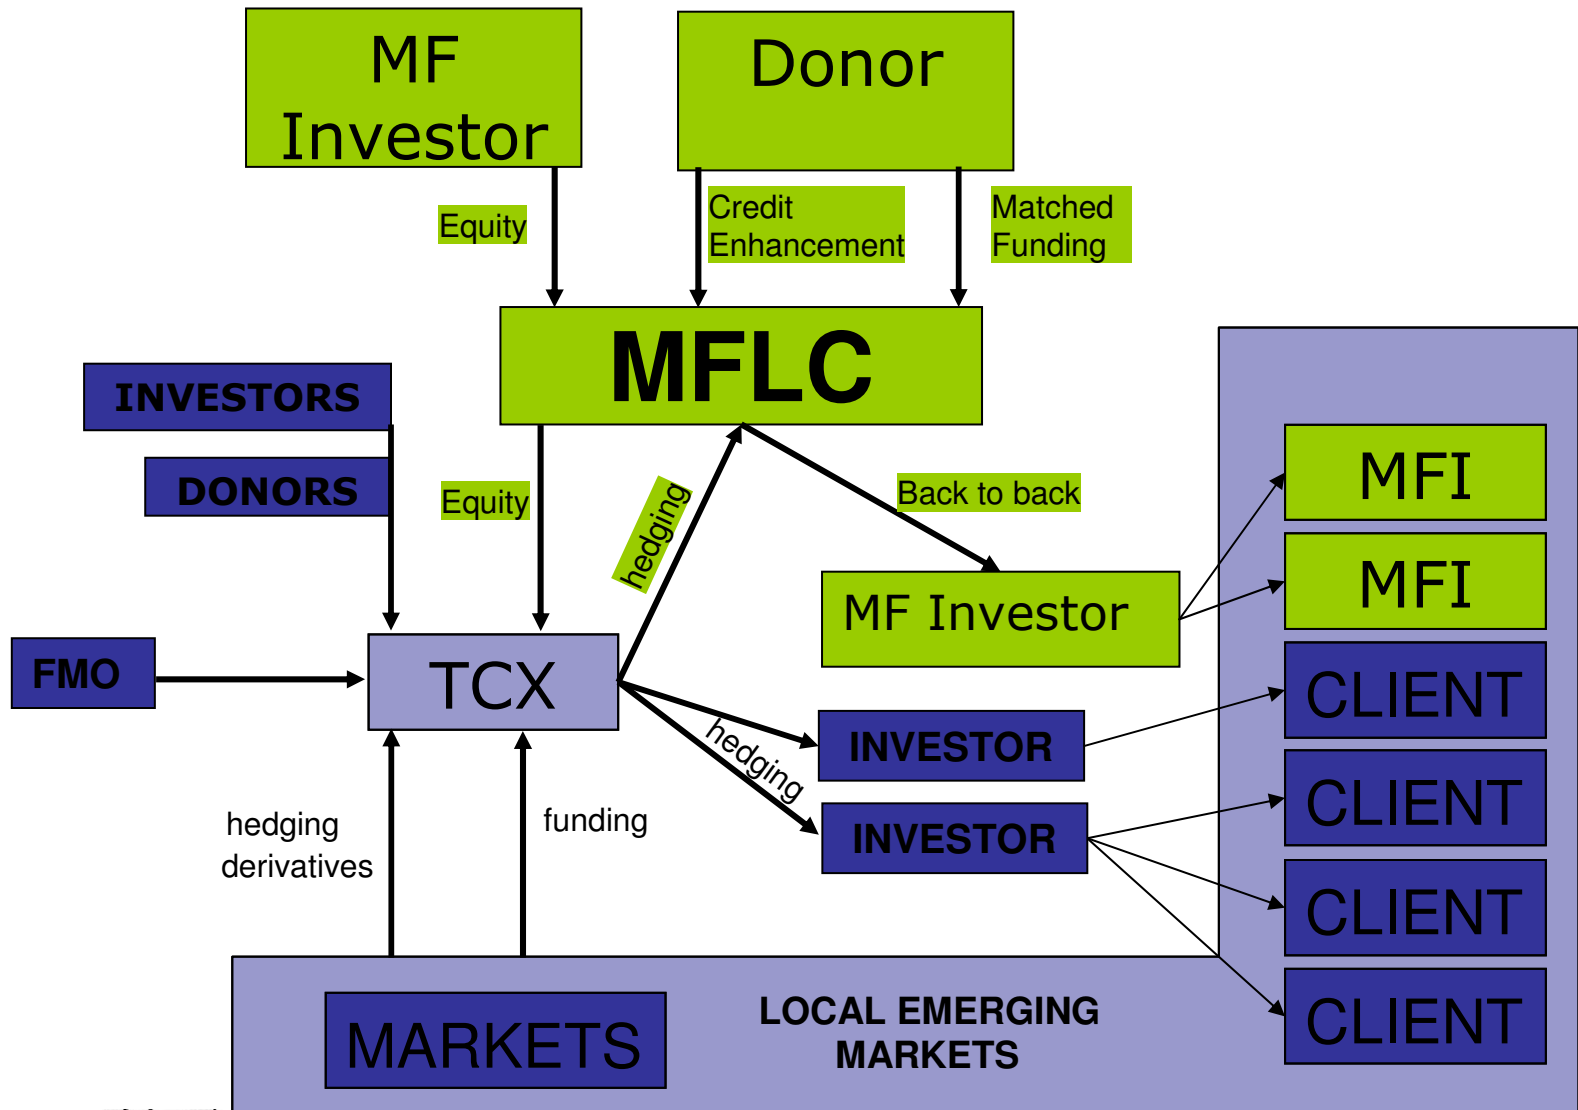 MF
Investor
Donor
Equity
Credit
Enhancement
Matched
Funding
MFLC
INVESTORS
DONORS
Equity
hedging
Back to back
MFI
MFI
MF Investor
FMO
TCX
CLIENT
INVESTOR
hedging
CLIENT
INVESTOR
hedging
derivatives
funding
CLIENT
CLIENT
MARKETS
LOCAL EMERGING
MARKETS